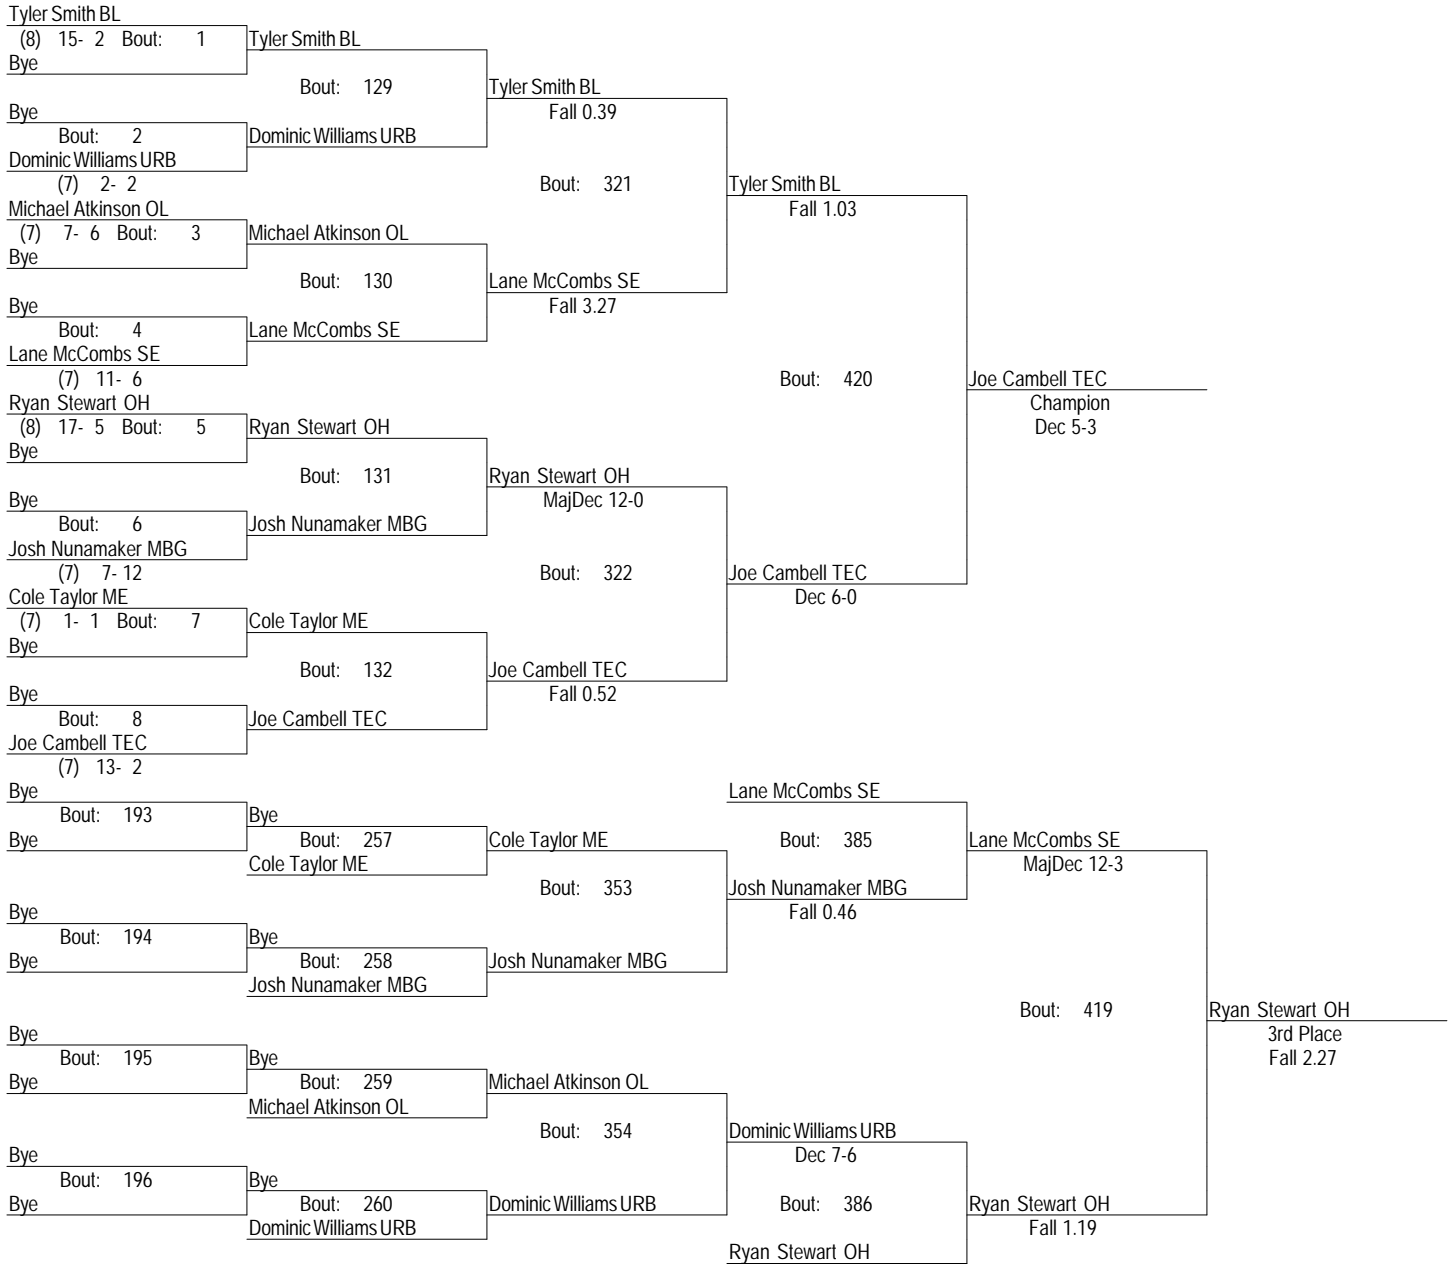 Tyler Smith BL
(8) 15- 2 Bout: 1 Tyler Smith BL
Bye
Bout: 129 Tyler Smith BL
Bye Fall 0.39
Bout: 2 Dominic Williams URB
Dominic Williams URB
(7) 2- 2 Bout: 321 Tyler Smith BL
Michael Atkinson OL Fall 1.03
(7) 7- 6 Bout: 3 Michael Atkinson OL
Bye
Bout: 130 Lane McCombs SE
Bye Fall 3.27
Bout: 4 Lane McCombs SE
Lane McCombs SE
(7) 11- 6 Bout: 420 Joe Cambell TEC
Ryan Stewart OH Champion
(8) 17- 5 Bout: 5 Ryan Stewart OH Dec 5-3
Bye
Bout: 131 Ryan Stewart OH
Bye MajDec 12-0
Bout: 6 Josh Nunamaker MBG
Josh Nunamaker MBG
(7) 7- 12 Bout: 322 Joe Cambell TEC
Cole Taylor ME Dec 6-0
(7) 1- 1 Bout: 7 Cole Taylor ME
Bye
Bout: 132 Joe Cambell TEC
Bye Fall 0.52
Bout: 8 Joe Cambell TEC
Joe Cambell TEC
(7) 13- 2
Bye Lane McCombs SE
Bout: 193 Bye
Bye Bout: 257 Cole Taylor ME Bout: 385 Lane McCombs SE
Cole Taylor ME MajDec 12-3
Bout: 353 Josh Nunamaker MBG
Bye Fall 0.46
Bout: 194 Bye
Bye Bout: 258 Josh Nunamaker MBG
Josh Nunamaker MBG
Bout: 419 Ryan Stewart OH
Bye 3rd Place
Bout: 195 Bye Fall 2.27
Bye Bout: 259 Michael Atkinson OL
Michael Atkinson OL
Bout: 354 Dominic Williams URB
Bye Dec 7-6
Bout: 196 Bye
Bye Bout: 260 Dominic Williams URB Bout: 386 Ryan Stewart OH
Dominic Williams URB Fall 1.19
Ryan Stewart OH